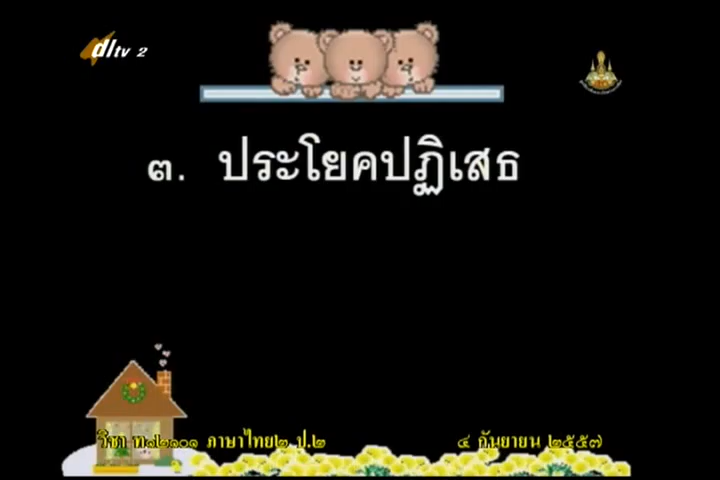 dltv 2
๓. ประโยคปฏิเสธ
วิชา ท๑๒๑๐๑ ภาษาไทย๒ ป.๒
๔ กันยายน ๒๕๕๗